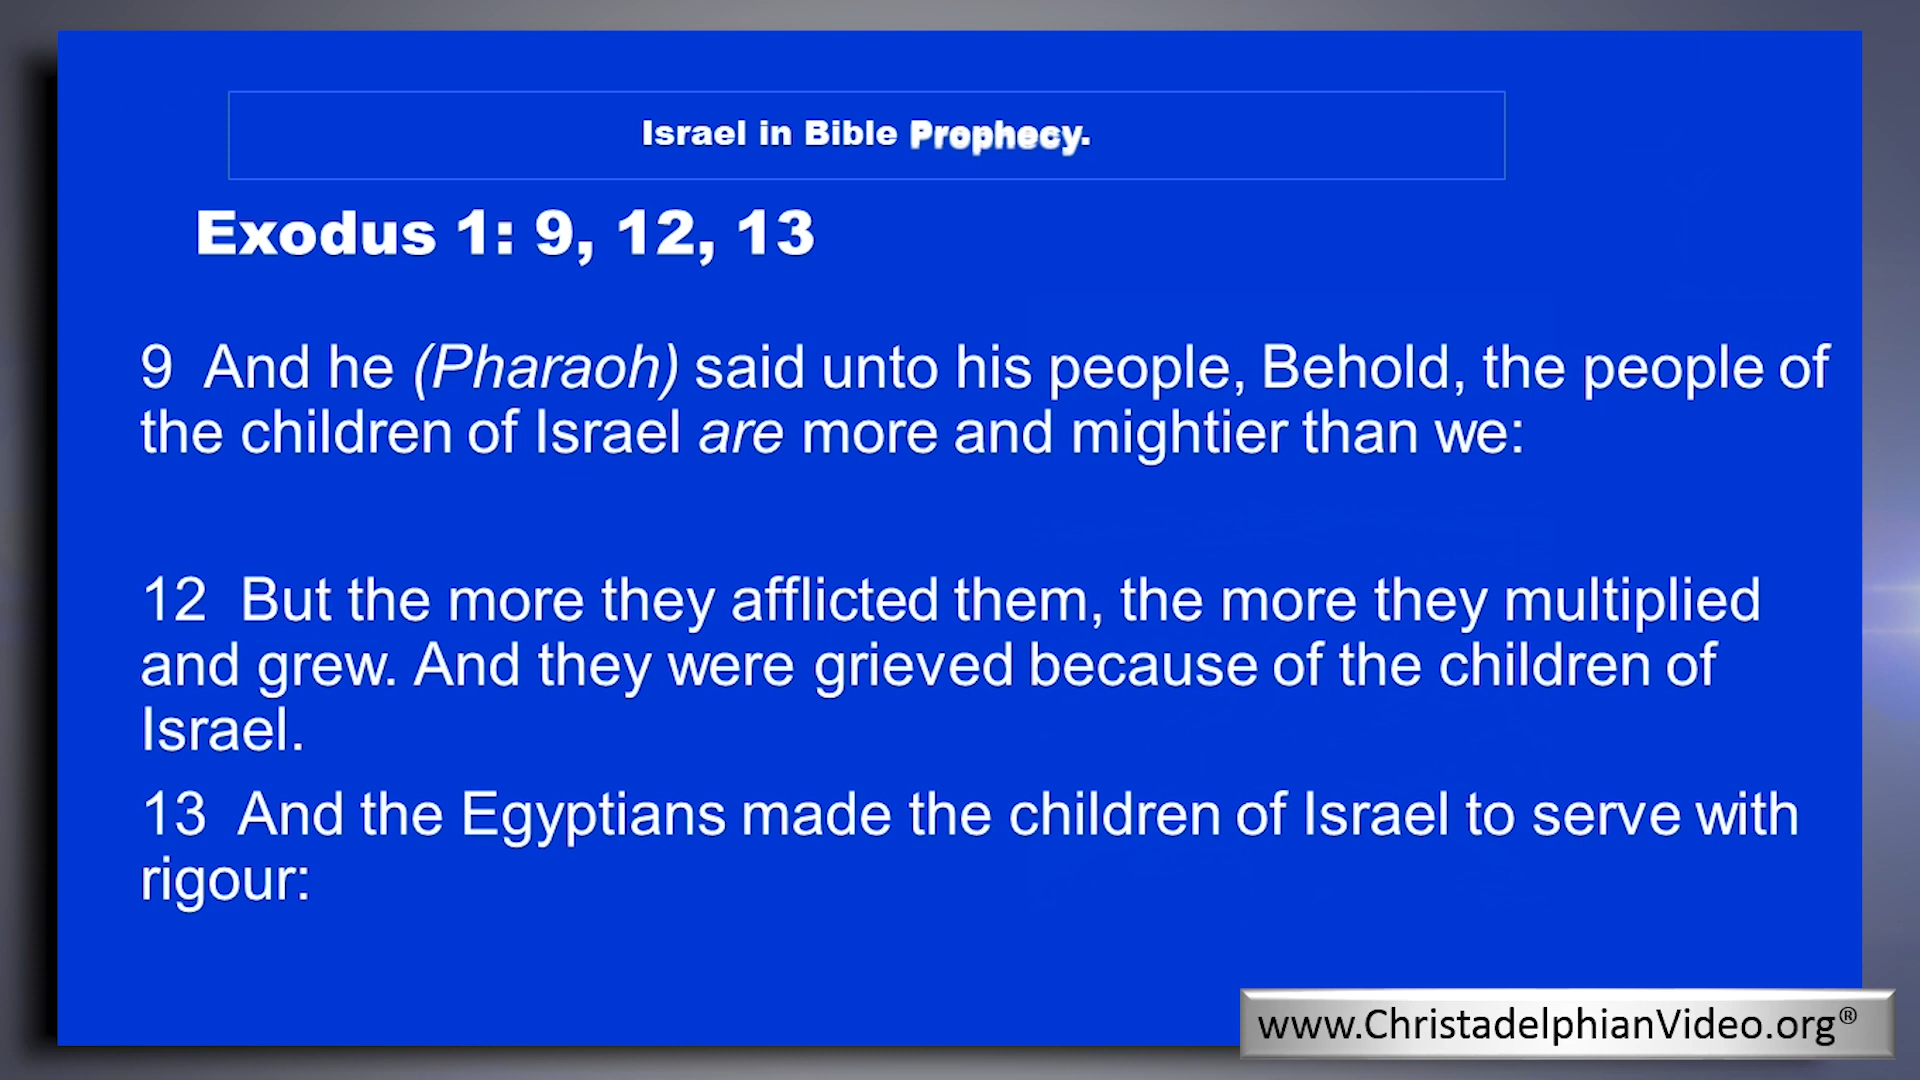 Israel in Bible Prophecy.
Exodus 1: 9, 12, 13
9 And he (Pharaoh) said unto his people, Behold, the people of
the children of Israel are more and mightier than we:
12 But the more they afflicted them, the more they multiplied
and grew. And they were grieved because of the children of
Israel.
13 And the Egyptians made the children of Israel to serve with
rigour:
www.ChristadelphianVideo.org®